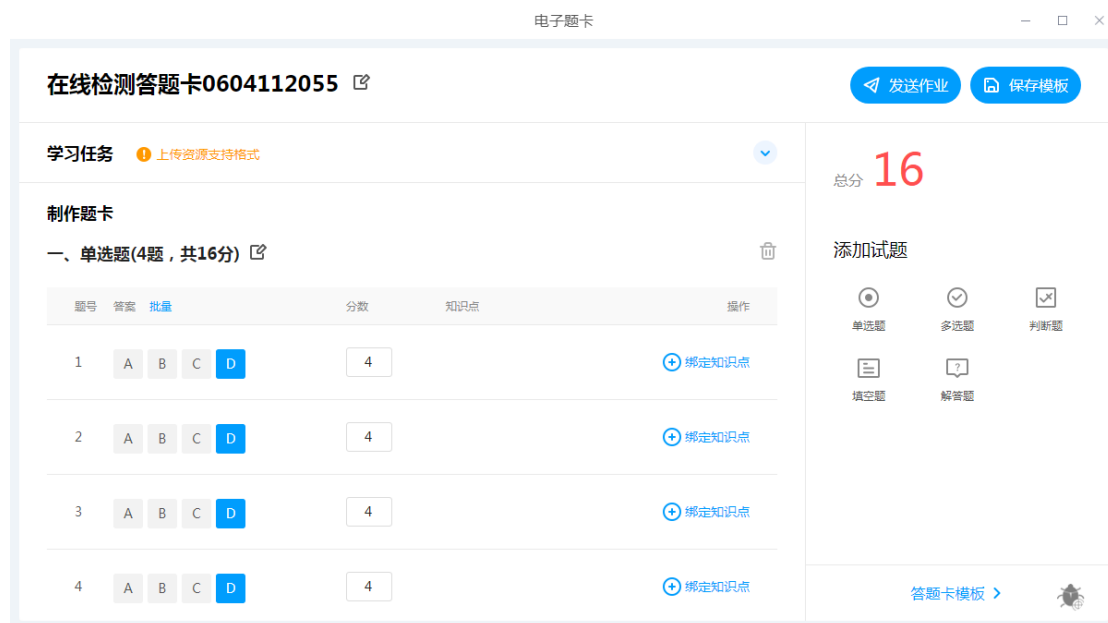 电子题卡
在线检测答题卡0604112055
发送作业
保存模板
学习任务 上传资源支持格式
总分 16
制作题卡
一、单选题(4题，共16分)
添加试题
单选题 多选题 判断题
填空题 解答题
题号 答案 批量 分数 知识点 操作
1 A B C D 4 绑定知识点
2 A B C D 4 绑定知识点
3 A B C D 4 绑定知识点
4 A B C D 4 绑定知识点
答题卡模板